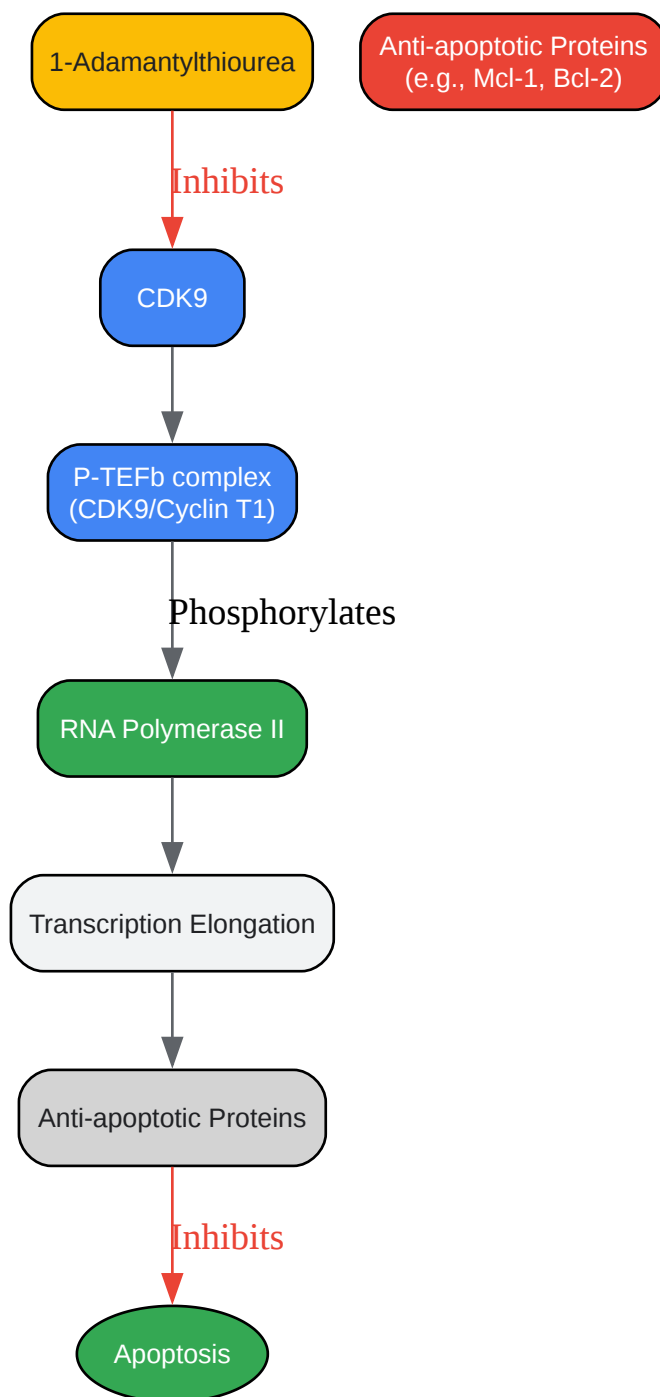 1-Adamantylthiourea
Anti-apoptotic Proteins
(e.g., Mcl-1, Bcl-2)
Inhibits
CDK9
P-TEFb complex
(CDK9/Cyclin T1)
Phosphorylates
RNA Polymerase II
Transcription Elongation
Anti-apoptotic Proteins
Inhibits
Apoptosis